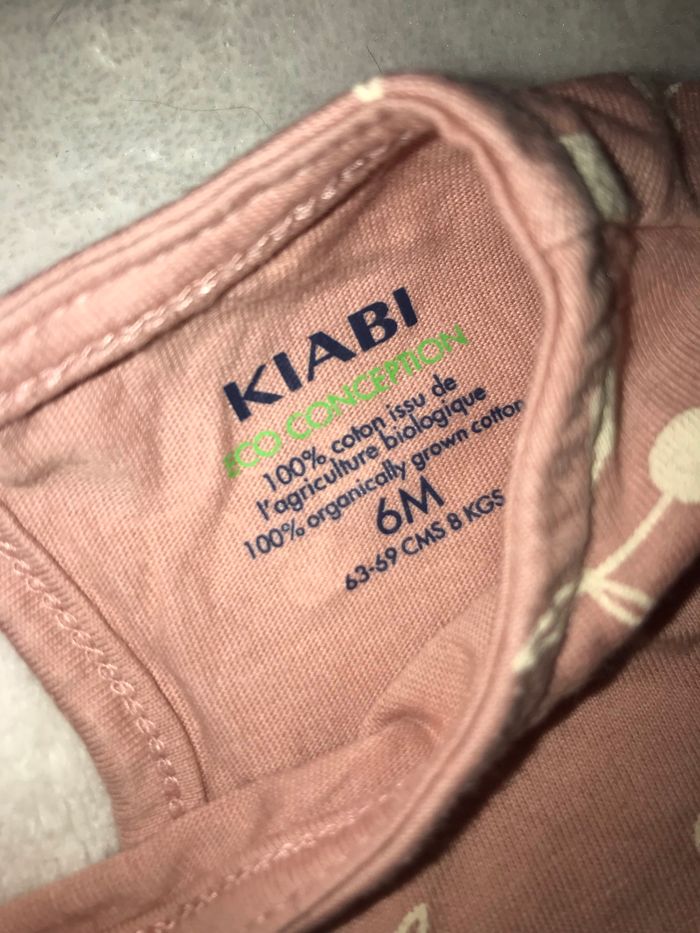 KIABI
ECO CONCEPTION
100% coton issu de
l'agriculture biologique
100% organically grown cotton
6M
63-69 CMS 8 KGS